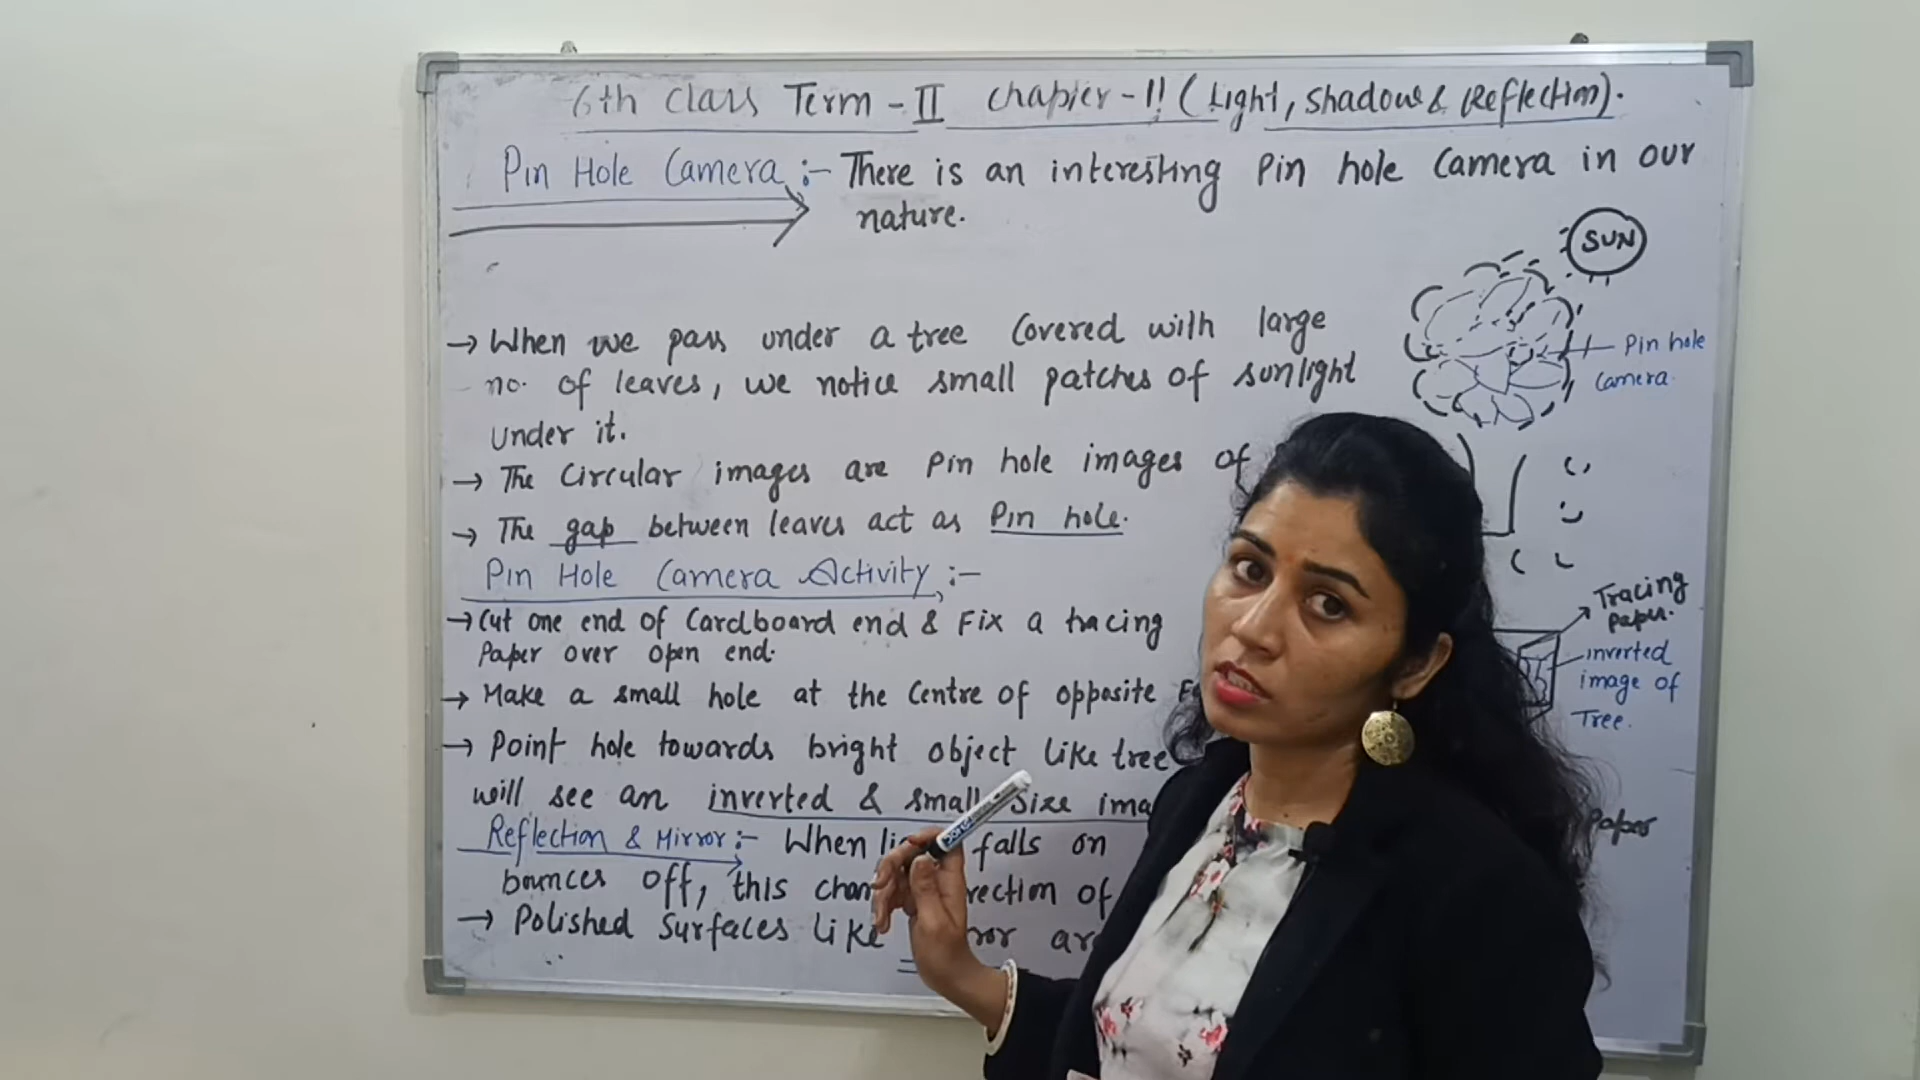 6th Class Term - II Chapter - 11 (Light, Shadow & Reflection).
Pin Hole Camera :- There is an interesting Pin hole Camera in our
nature.
SUN
→ When we pass under a tree Covered with large
no. of leaves, we notice small patches of sunlight
under it.
Pin hole
Camera.
→ The Circular images are Pin hole images of
→ The gap between leaves act as Pin hole.
Pin Hole Camera Activity :-
→ Cut one end of Cardboard end & Fix a tracing
Paper over open end.
Tracing
Paper.
inverted
image of
Tree.
→ Make a small hole at the Centre of opposite
→ Point hole towards bright object like tree
will see an inverted & small size
Paper
Reflection & Mirror :- When falls on
bounces off, this of
→ Polished Surfaces like